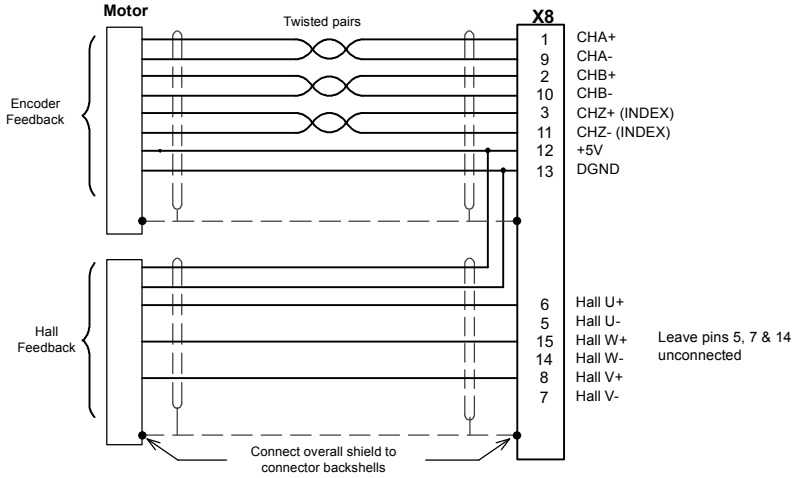 Motor
Twisted pairs
X8
1 CHA+
9 CHA-
2 CHB+
10 CHB-
3 CHZ+ (INDEX)
11 CHZ- (INDEX)
12 +5V
13 DGND
Encoder
Feedback
6 Hall U+
5 Hall U-
15 Hall W+
14 Hall W-
8 Hall V+
7 Hall V-
Leave pins 5, 7 & 14
unconnected
Hall
Feedback
Connect overall shield to
connector backshells